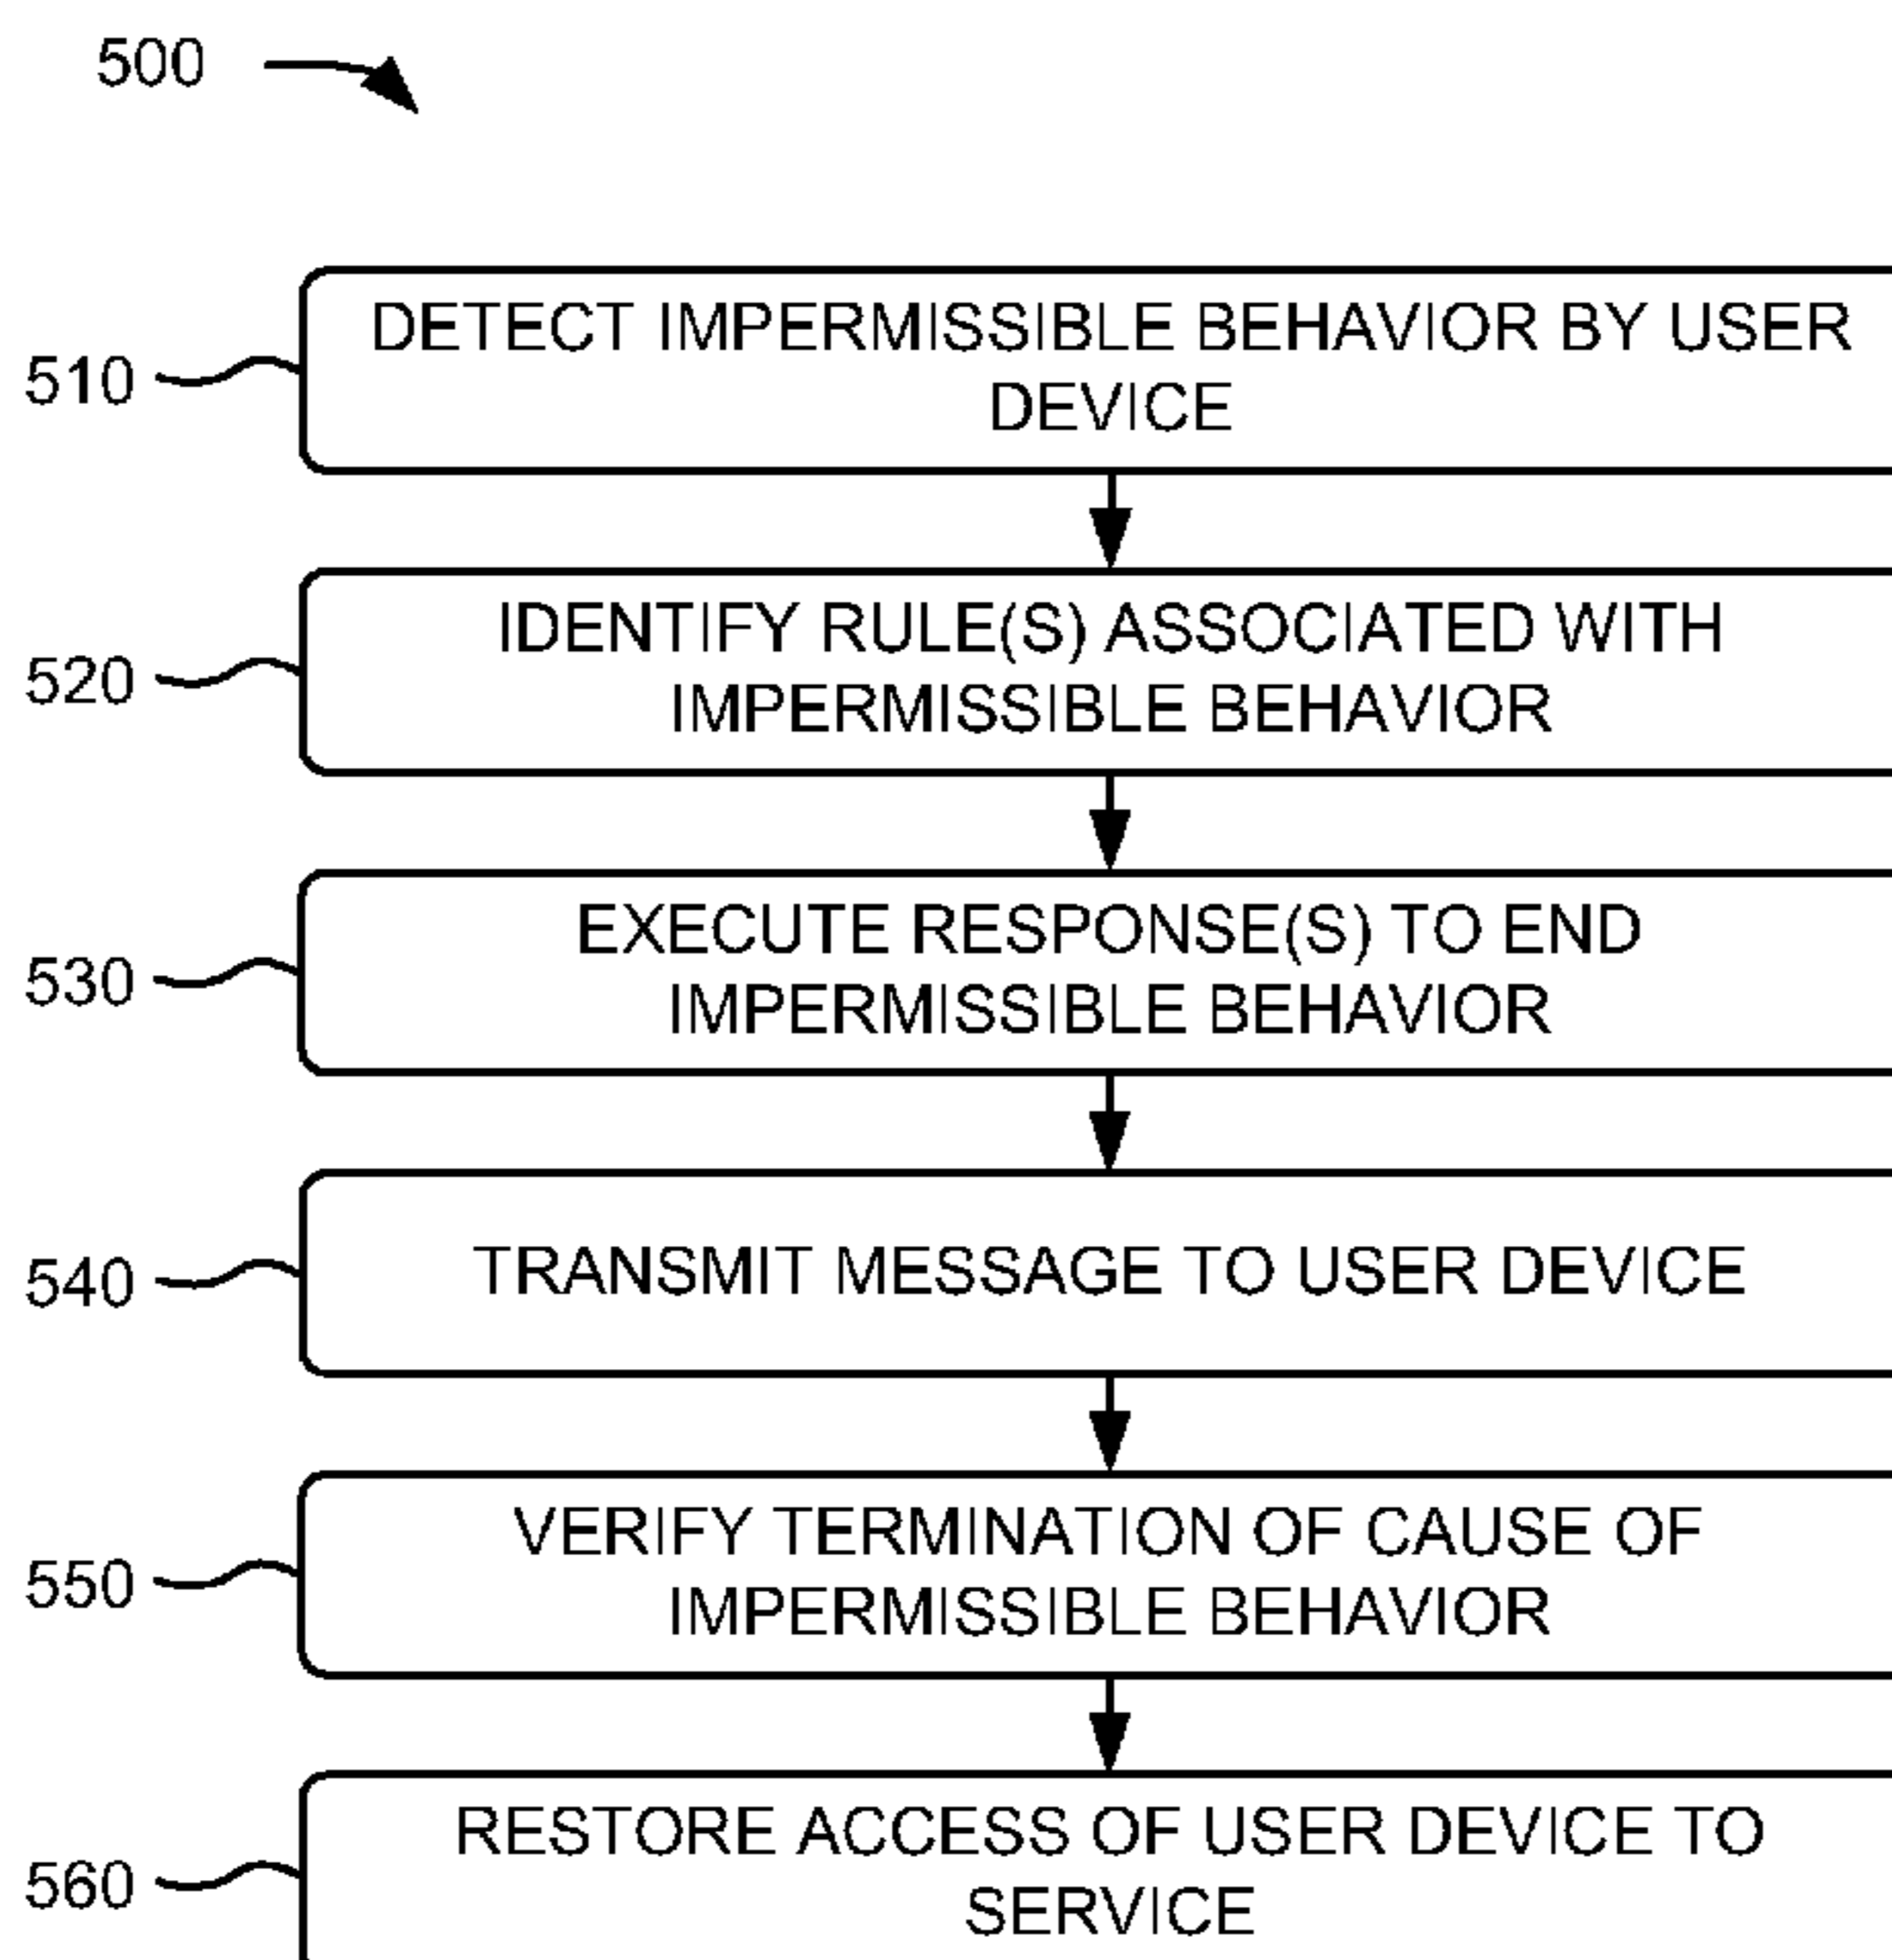 500
510
DETECT IMPERMISSIBLE BEHAVIOR BY USER
DEVICE
520
IDENTIFY RULE(S) ASSOCIATED WITH
IMPERMISSIBLE BEHAVIOR
530
EXECUTE RESPONSE(S) TO END
IMPERMISSIBLE BEHAVIOR
540
TRANSMIT MESSAGE TO USER DEVICE
550
VERIFY TERMINATION OF CAUSE OF
IMPERMISSIBLE BEHAVIOR
560
RESTORE ACCESS OF USER DEVICE TO
SERVICE